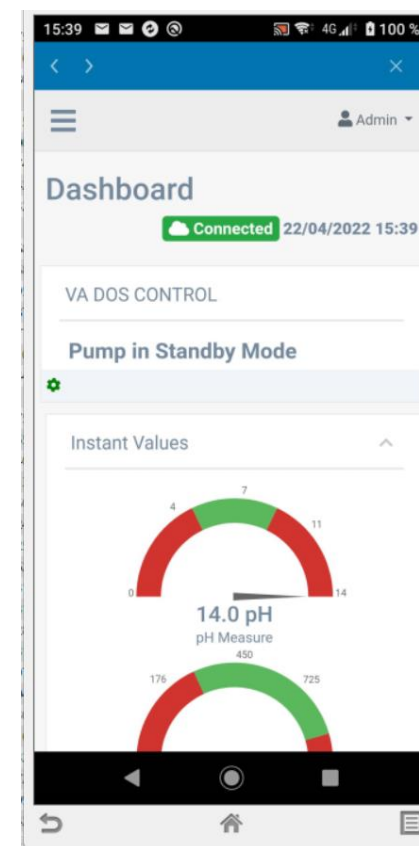 15:39 4G 100 %
Admin
Dashboard
Connected 22/04/2022 15:39
VA DOS CONTROL
Pump in Standby Mode
Instant Values
7
4 11
0 14
14.0 pH
pH Measure
450
176 725